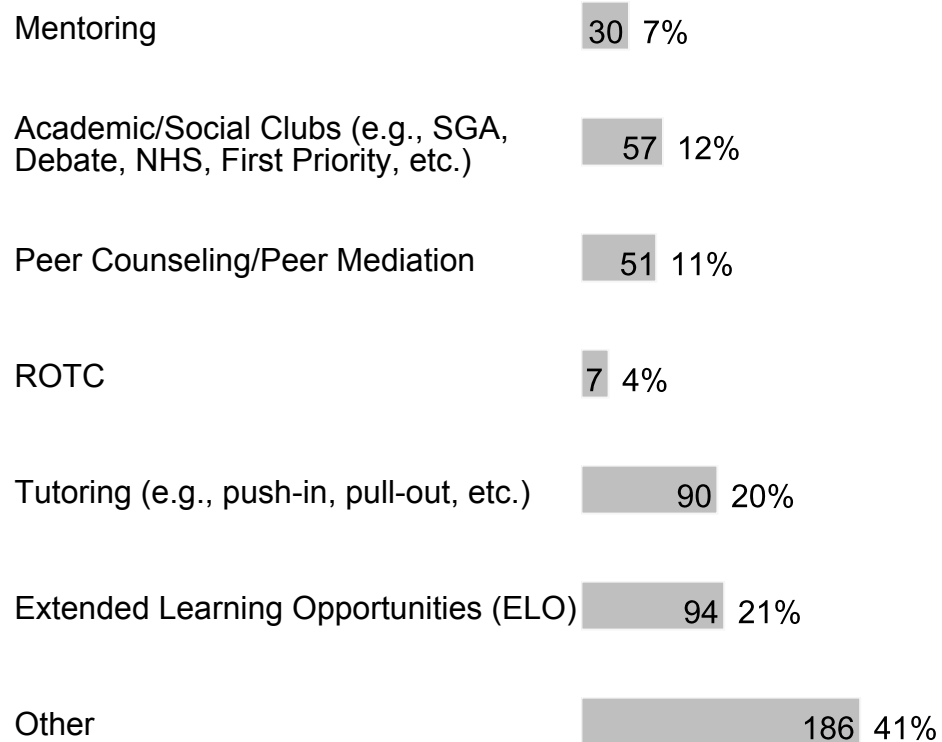 Mentoring 30 7%
Academic/Social Clubs (e.g., SGA,
Debate, NHS, First Priority, etc.) 57 12%
Peer Counseling/Peer Mediation 51 11%
ROTC 7 4%
Tutoring (e.g., push-in, pull-out, etc.) 90 20%
Extended Learning Opportunities (ELO) 94 21%
Other 186 41%